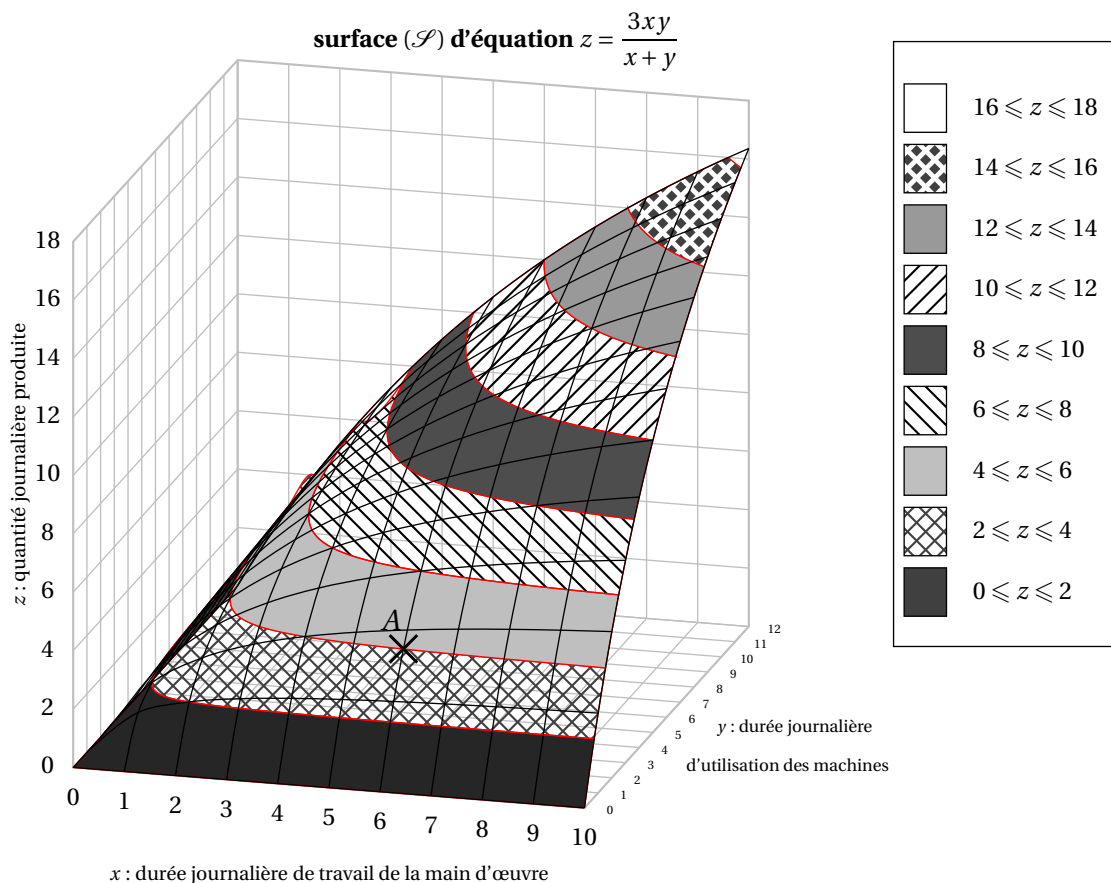 surface (𝒮) d'équation z = 3xy / (x + y)
16 ⩽ z ⩽ 18
14 ⩽ z ⩽ 16
12 ⩽ z ⩽ 14
10 ⩽ z ⩽ 12
8 ⩽ z ⩽ 10
6 ⩽ z ⩽ 8
4 ⩽ z ⩽ 6
2 ⩽ z ⩽ 4
0 ⩽ z ⩽ 2
z : quantité journalière produite
18
16
14
12
10
8
6
4
2
0
A
0 1 2 3 4 5 6 7 8 9 10
x : durée journalière de travail de la main d'œuvre
0 1 2 3 4 5 6 7 8 9 10 11 12
y : durée journalière
d'utilisation des machines